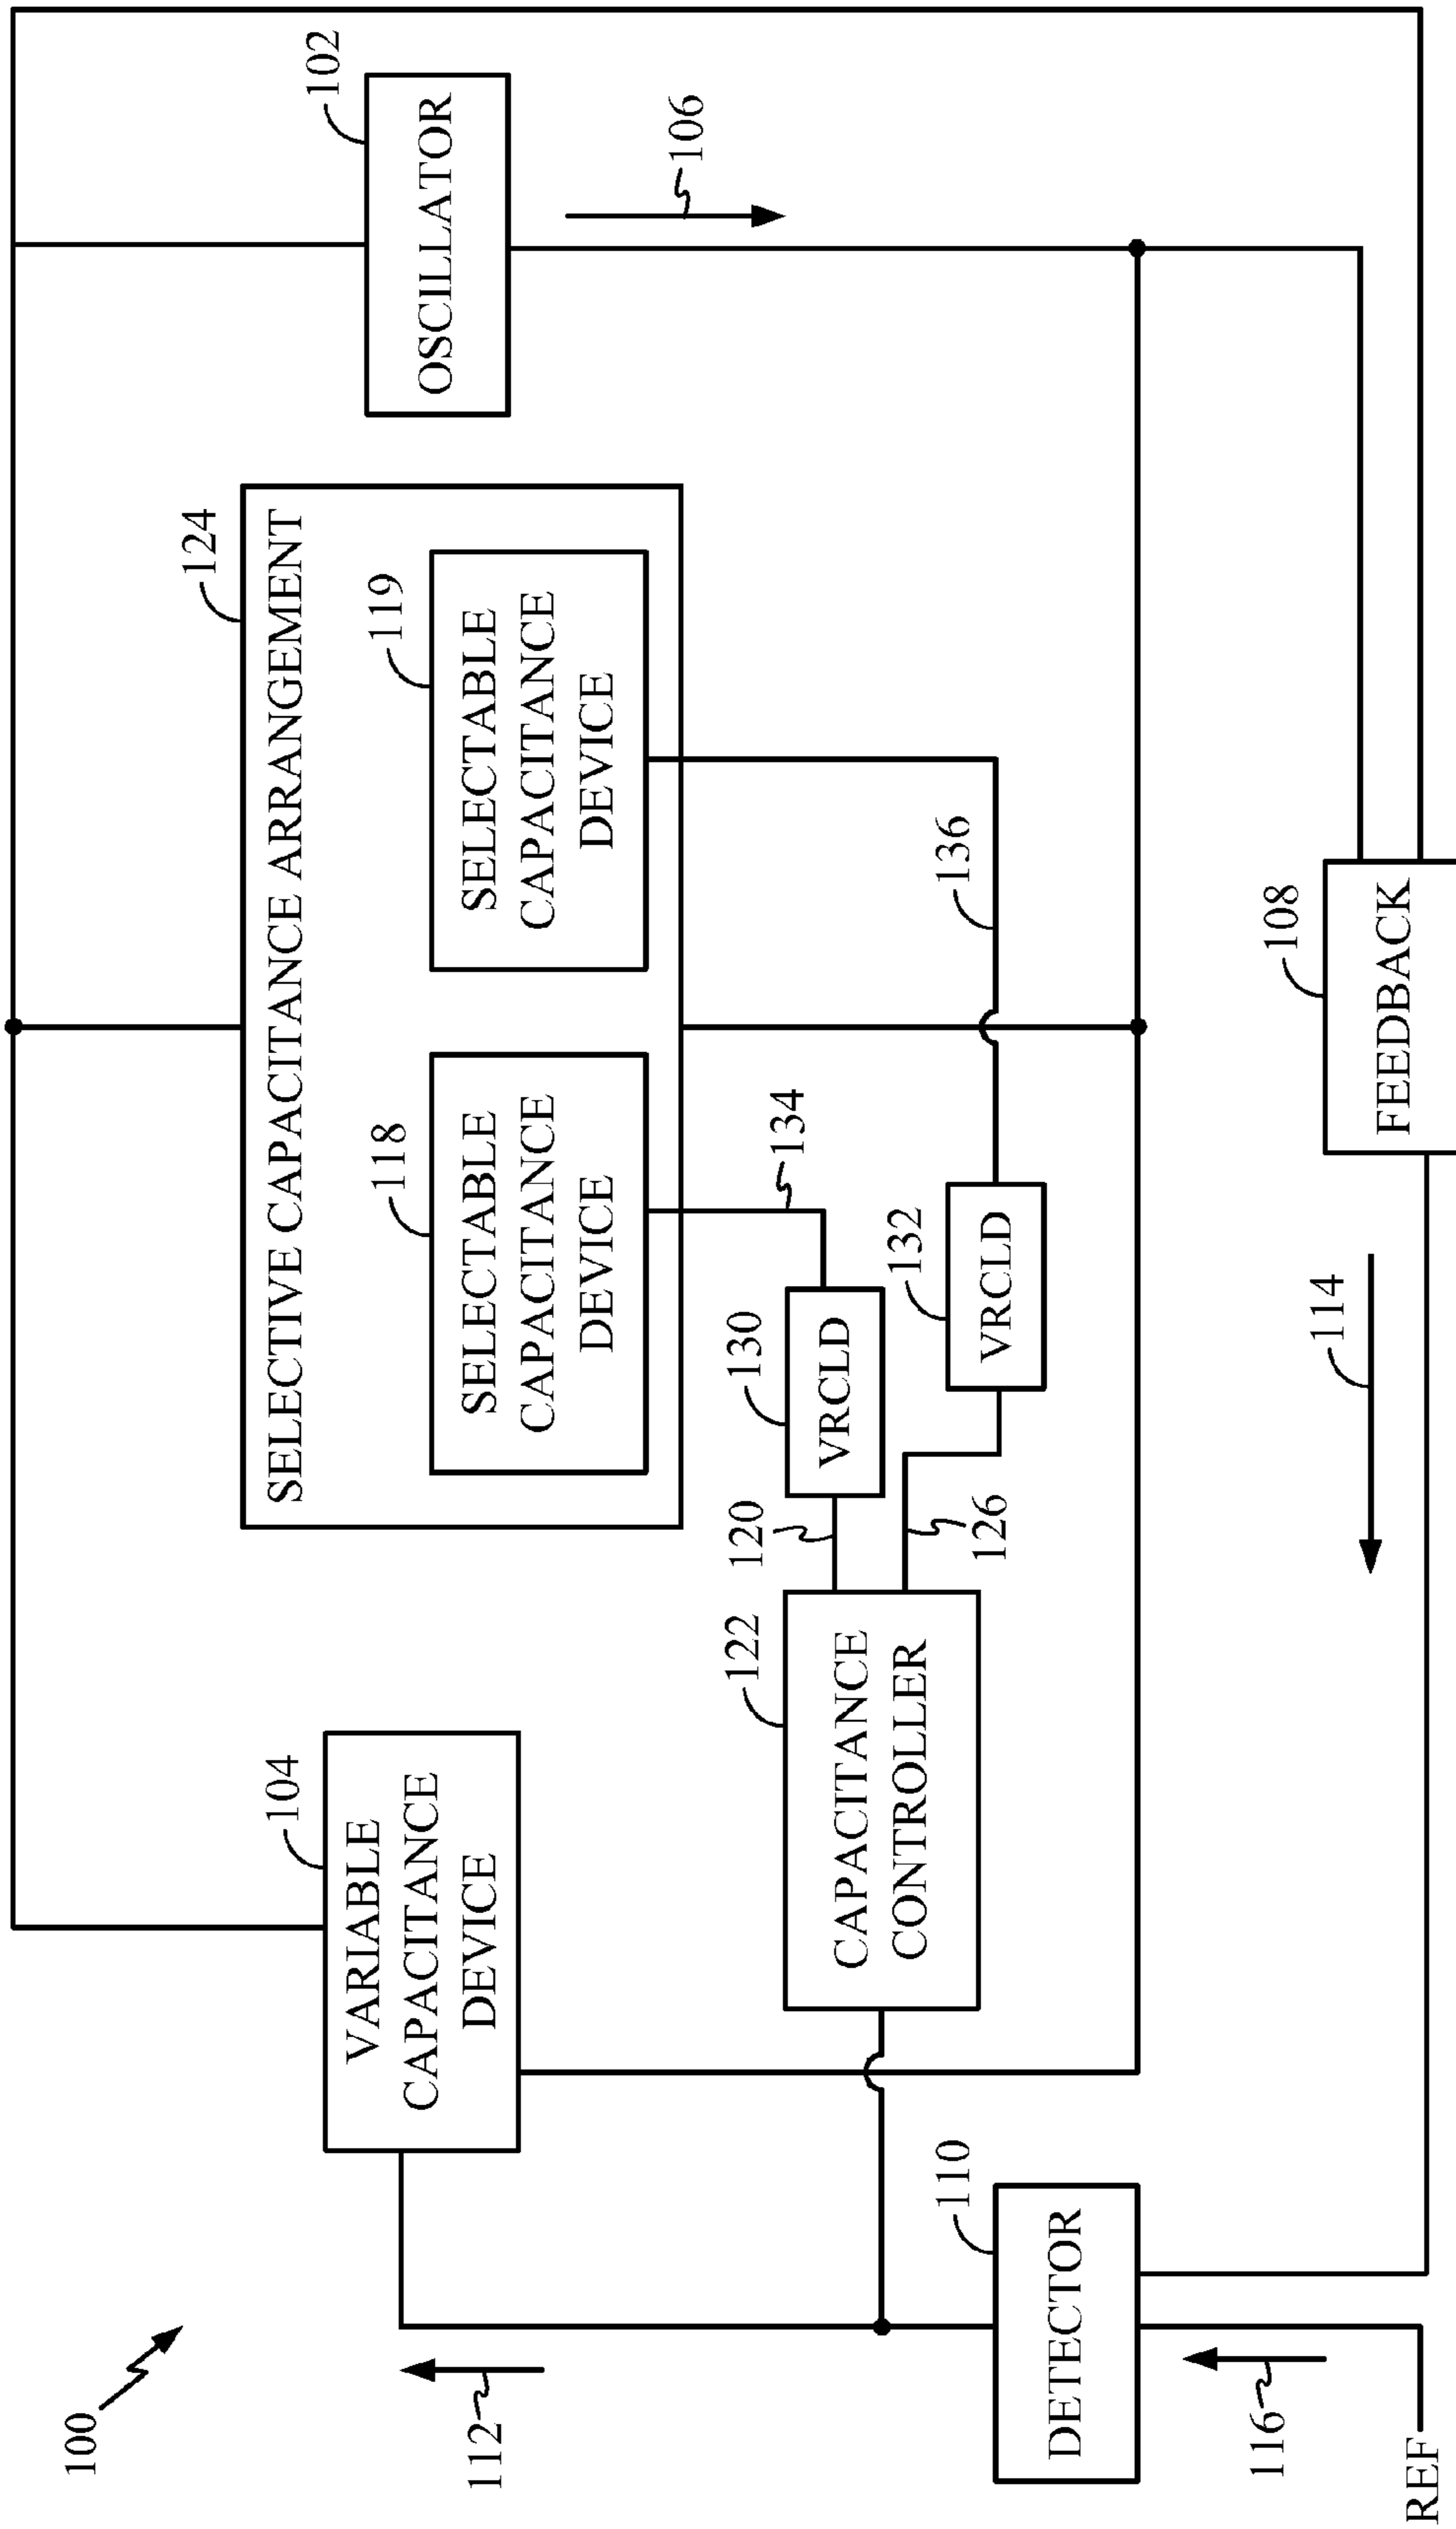 100
104
VARIABLE
CAPACITANCE
DEVICE
124
SELECTIVE CAPACITANCE ARRANGEMENT
118
SELECTABLE
CAPACITANCE
DEVICE
119
SELECTABLE
CAPACITANCE
DEVICE
102
OSCILLATOR
112
106
122
CAPACITANCE
CONTROLLER
120
126
130
VRCLD
134
132
VRCLD
136
110
DETECTOR
116
REF
114
108
FEEDBACK